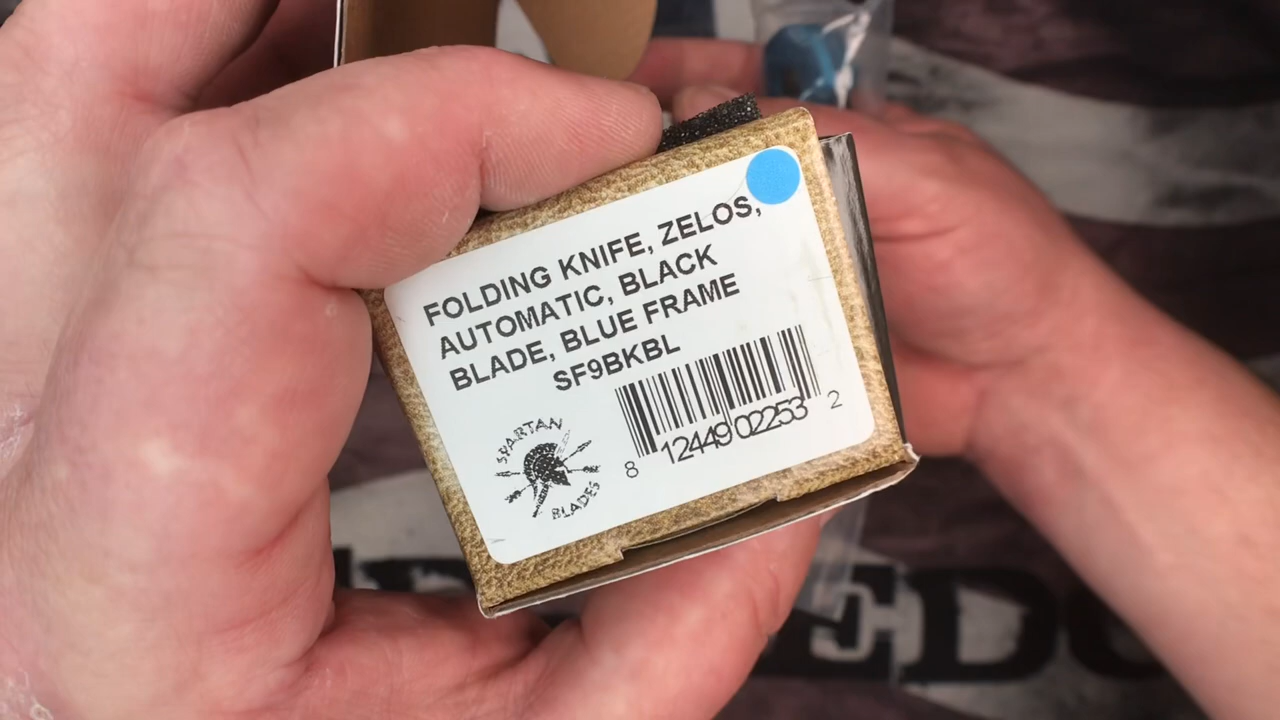 FOLDING KNIFE, ZELOS,
AUTOMATIC, BLACK
BLADE, BLUE FRAME
SF9BKBL
8 12449 02253 2
SPARTAN
BLADES